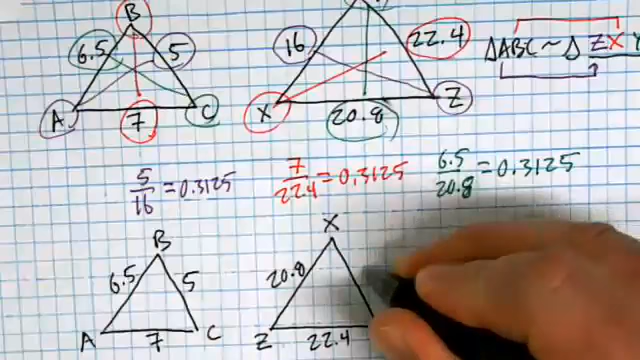 B
6.5 5
A 7 C
16 22.4
X 20.8 Z
△ABC ~ △ZX
5/16 = 0.3125
7/22.4 = 0.3125
6.5/20.8 = 0.3125
B
6.5 5
A 7 C
X
20.8
Z 22.4